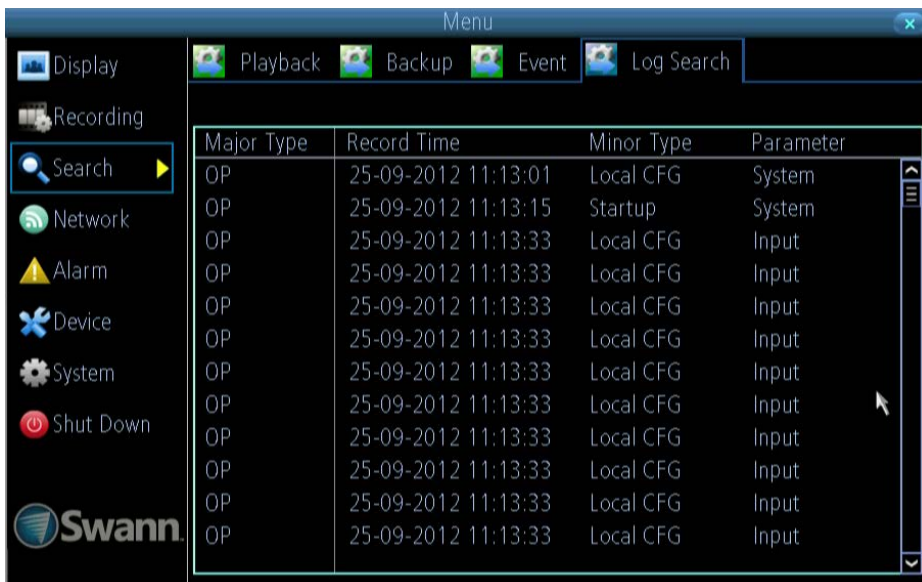 Menu
Display
Recording
Search
Network
Alarm
Device
System
Shut Down
Swann
Playback Backup Event Log Search
Major Type Record Time Minor Type Parameter
OP 25-09-2012 11:13:01 Local CFG System
OP 25-09-2012 11:13:15 Startup System
OP 25-09-2012 11:13:33 Local CFG Input
OP 25-09-2012 11:13:33 Local CFG Input
OP 25-09-2012 11:13:33 Local CFG Input
OP 25-09-2012 11:13:33 Local CFG Input
OP 25-09-2012 11:13:33 Local CFG Input
OP 25-09-2012 11:13:33 Local CFG Input
OP 25-09-2012 11:13:33 Local CFG Input
OP 25-09-2012 11:13:33 Local CFG Input
OP 25-09-2012 11:13:33 Local CFG Input
OP 25-09-2012 11:13:33 Local CFG Input